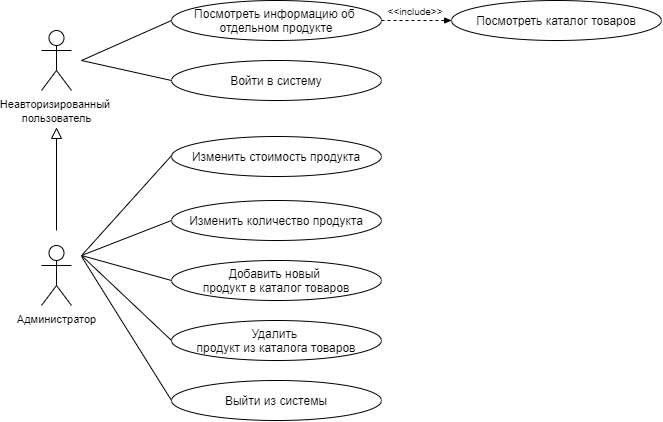 Посмотреть информацию об
отдельном продукте
<<include>>
Посмотреть каталог товаров
Войти в систему
Неавторизированный
пользователь
Изменить стоимость продукта
Изменить количество продукта
Добавить новый
продукт в каталог товаров
Администратор
Удалить
продукт из каталога товаров
Выйти из системы